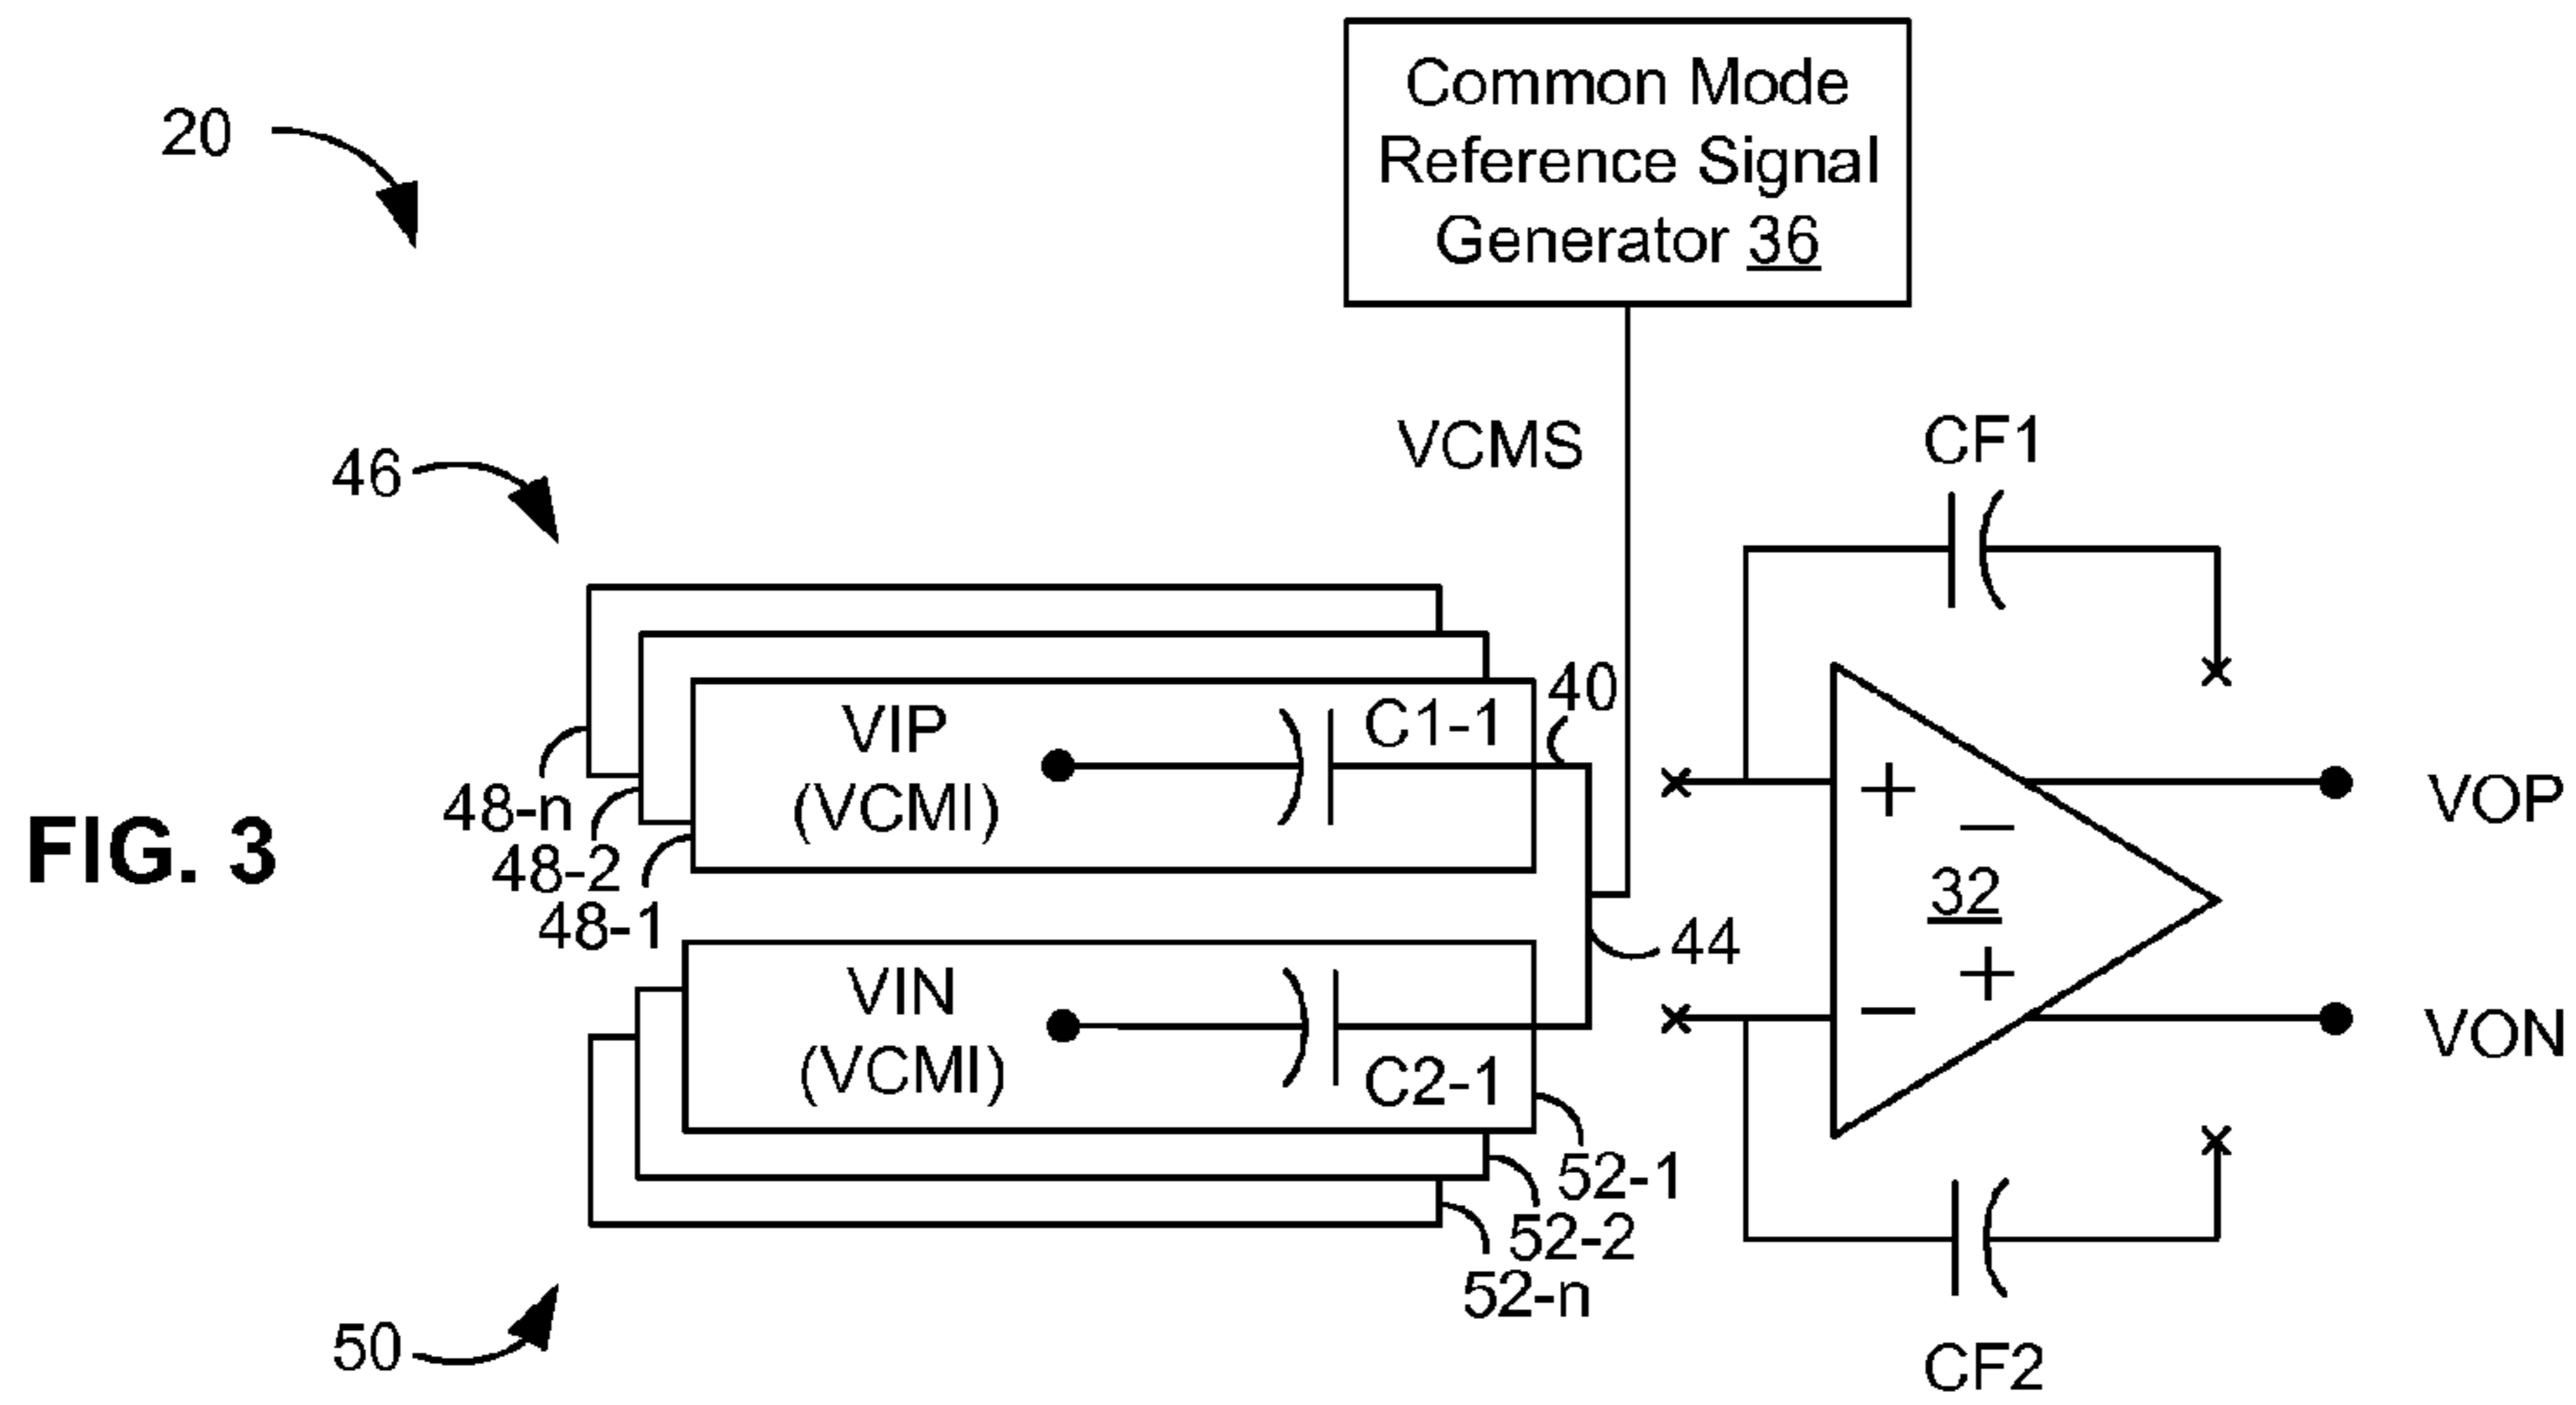 Common Mode
Reference Signal
Generator 36
20
VCMS
CF1
46
40
C1-1
VIP
(VCMI)
48-n
48-2
48-1
+
−
32
+
−
VOP
FIG. 3
44
VIN
(VCMI)
C2-1
VON
52-1
52-2
52-n
50
CF2